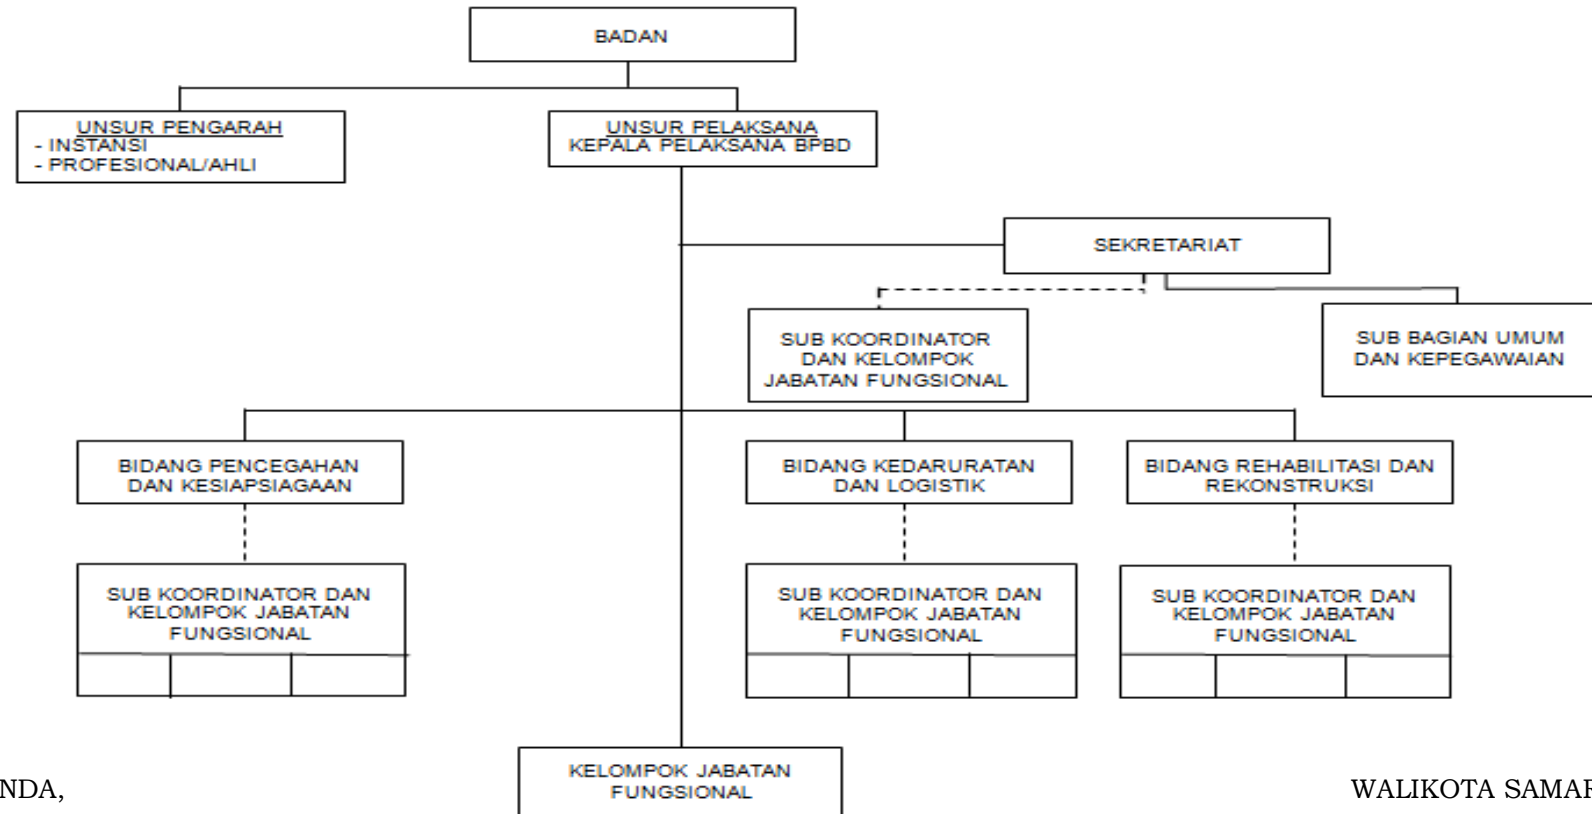 BADAN
UNSUR PENGARAH
- INSTANSI
- PROFESIONAL/AHLI
UNSUR PELAKSANA
KEPALA PELAKSANA BPBD
SEKRETARIAT
SUB KOORDINATOR
DAN KELOMPOK
JABATAN FUNGSIONAL
SUB BAGIAN UMUM
DAN KEPEGAWAIAN
BIDANG PENCEGAHAN
DAN KESIAPSIAGAAN
BIDANG KEDARURATAN
DAN LOGISTIK
BIDANG REHABILITASI DAN
REKONSTRUKSI
SUB KOORDINATOR DAN
KELOMPOK JABATAN
FUNGSIONAL
SUB KOORDINATOR DAN
KELOMPOK JABATAN
FUNGSIONAL
SUB KOORDINATOR DAN
KELOMPOK JABATAN
FUNGSIONAL
KELOMPOK JABATAN
FUNGSIONAL
NDA,
WALIKOTA SAMAR